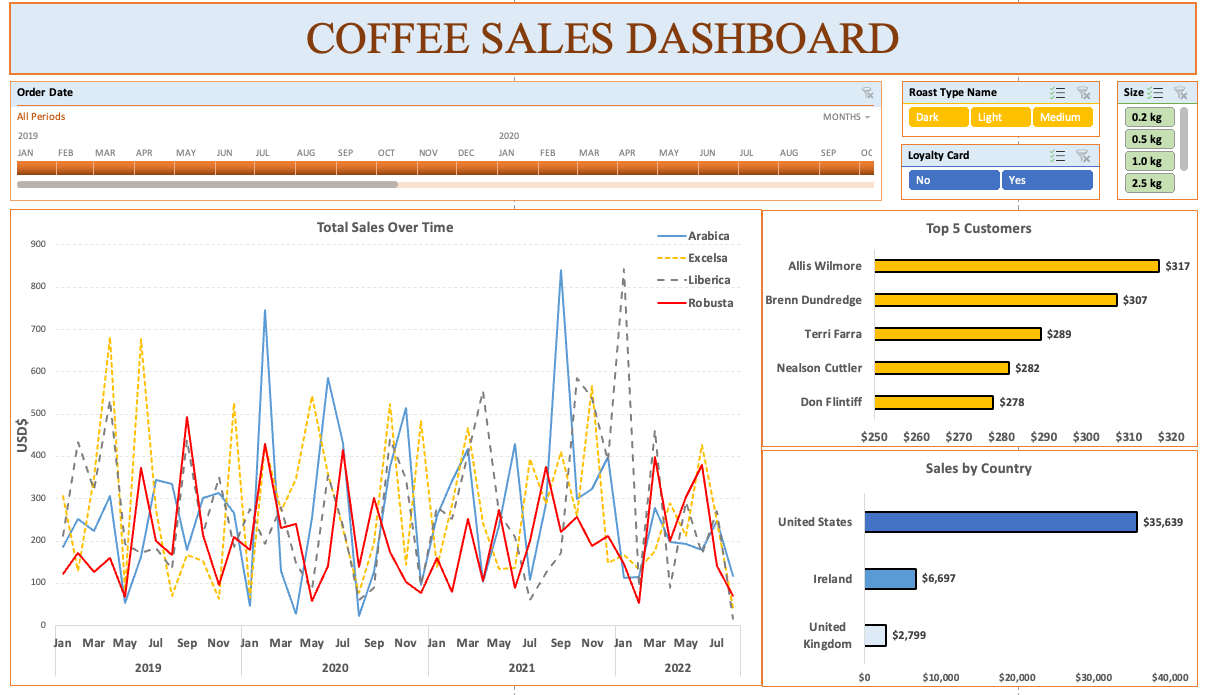 COFFEE SALES DASHBOARD
Order Date
All Periods
MONTHS
2019 2020
JAN FEB MAR APR MAY JUN JUL AUG SEP OCT NOV DEC JAN FEB MAR APR MAY JUN JUL AUG SEP OC
Roast Type Name
Dark Light Medium
Loyalty Card
No Yes
Size
0.2 kg
0.5 kg
1.0 kg
2.5 kg
Total Sales Over Time
Arabica
Excelsa
Liberica
Robusta
USD$
900
800
700
600
500
400
300
200
100
0
Jan Mar May Jul Sep Nov Jan Mar May Jul Sep Nov Jan Mar May Jul Sep Nov Jan Mar May Jul
2019 2020 2021 2022
Top 5 Customers
Allis Wilmore $317
Brenn Dundredge $307
Terri Farra $289
Nealson Cuttler $282
Don Flintiff $278
$250 $260 $270 $280 $290 $300 $310 $320
Sales by Country
United States $35,639
Ireland $6,697
United
Kingdom $2,799
$0 $10,000 $20,000 $30,000 $40,000